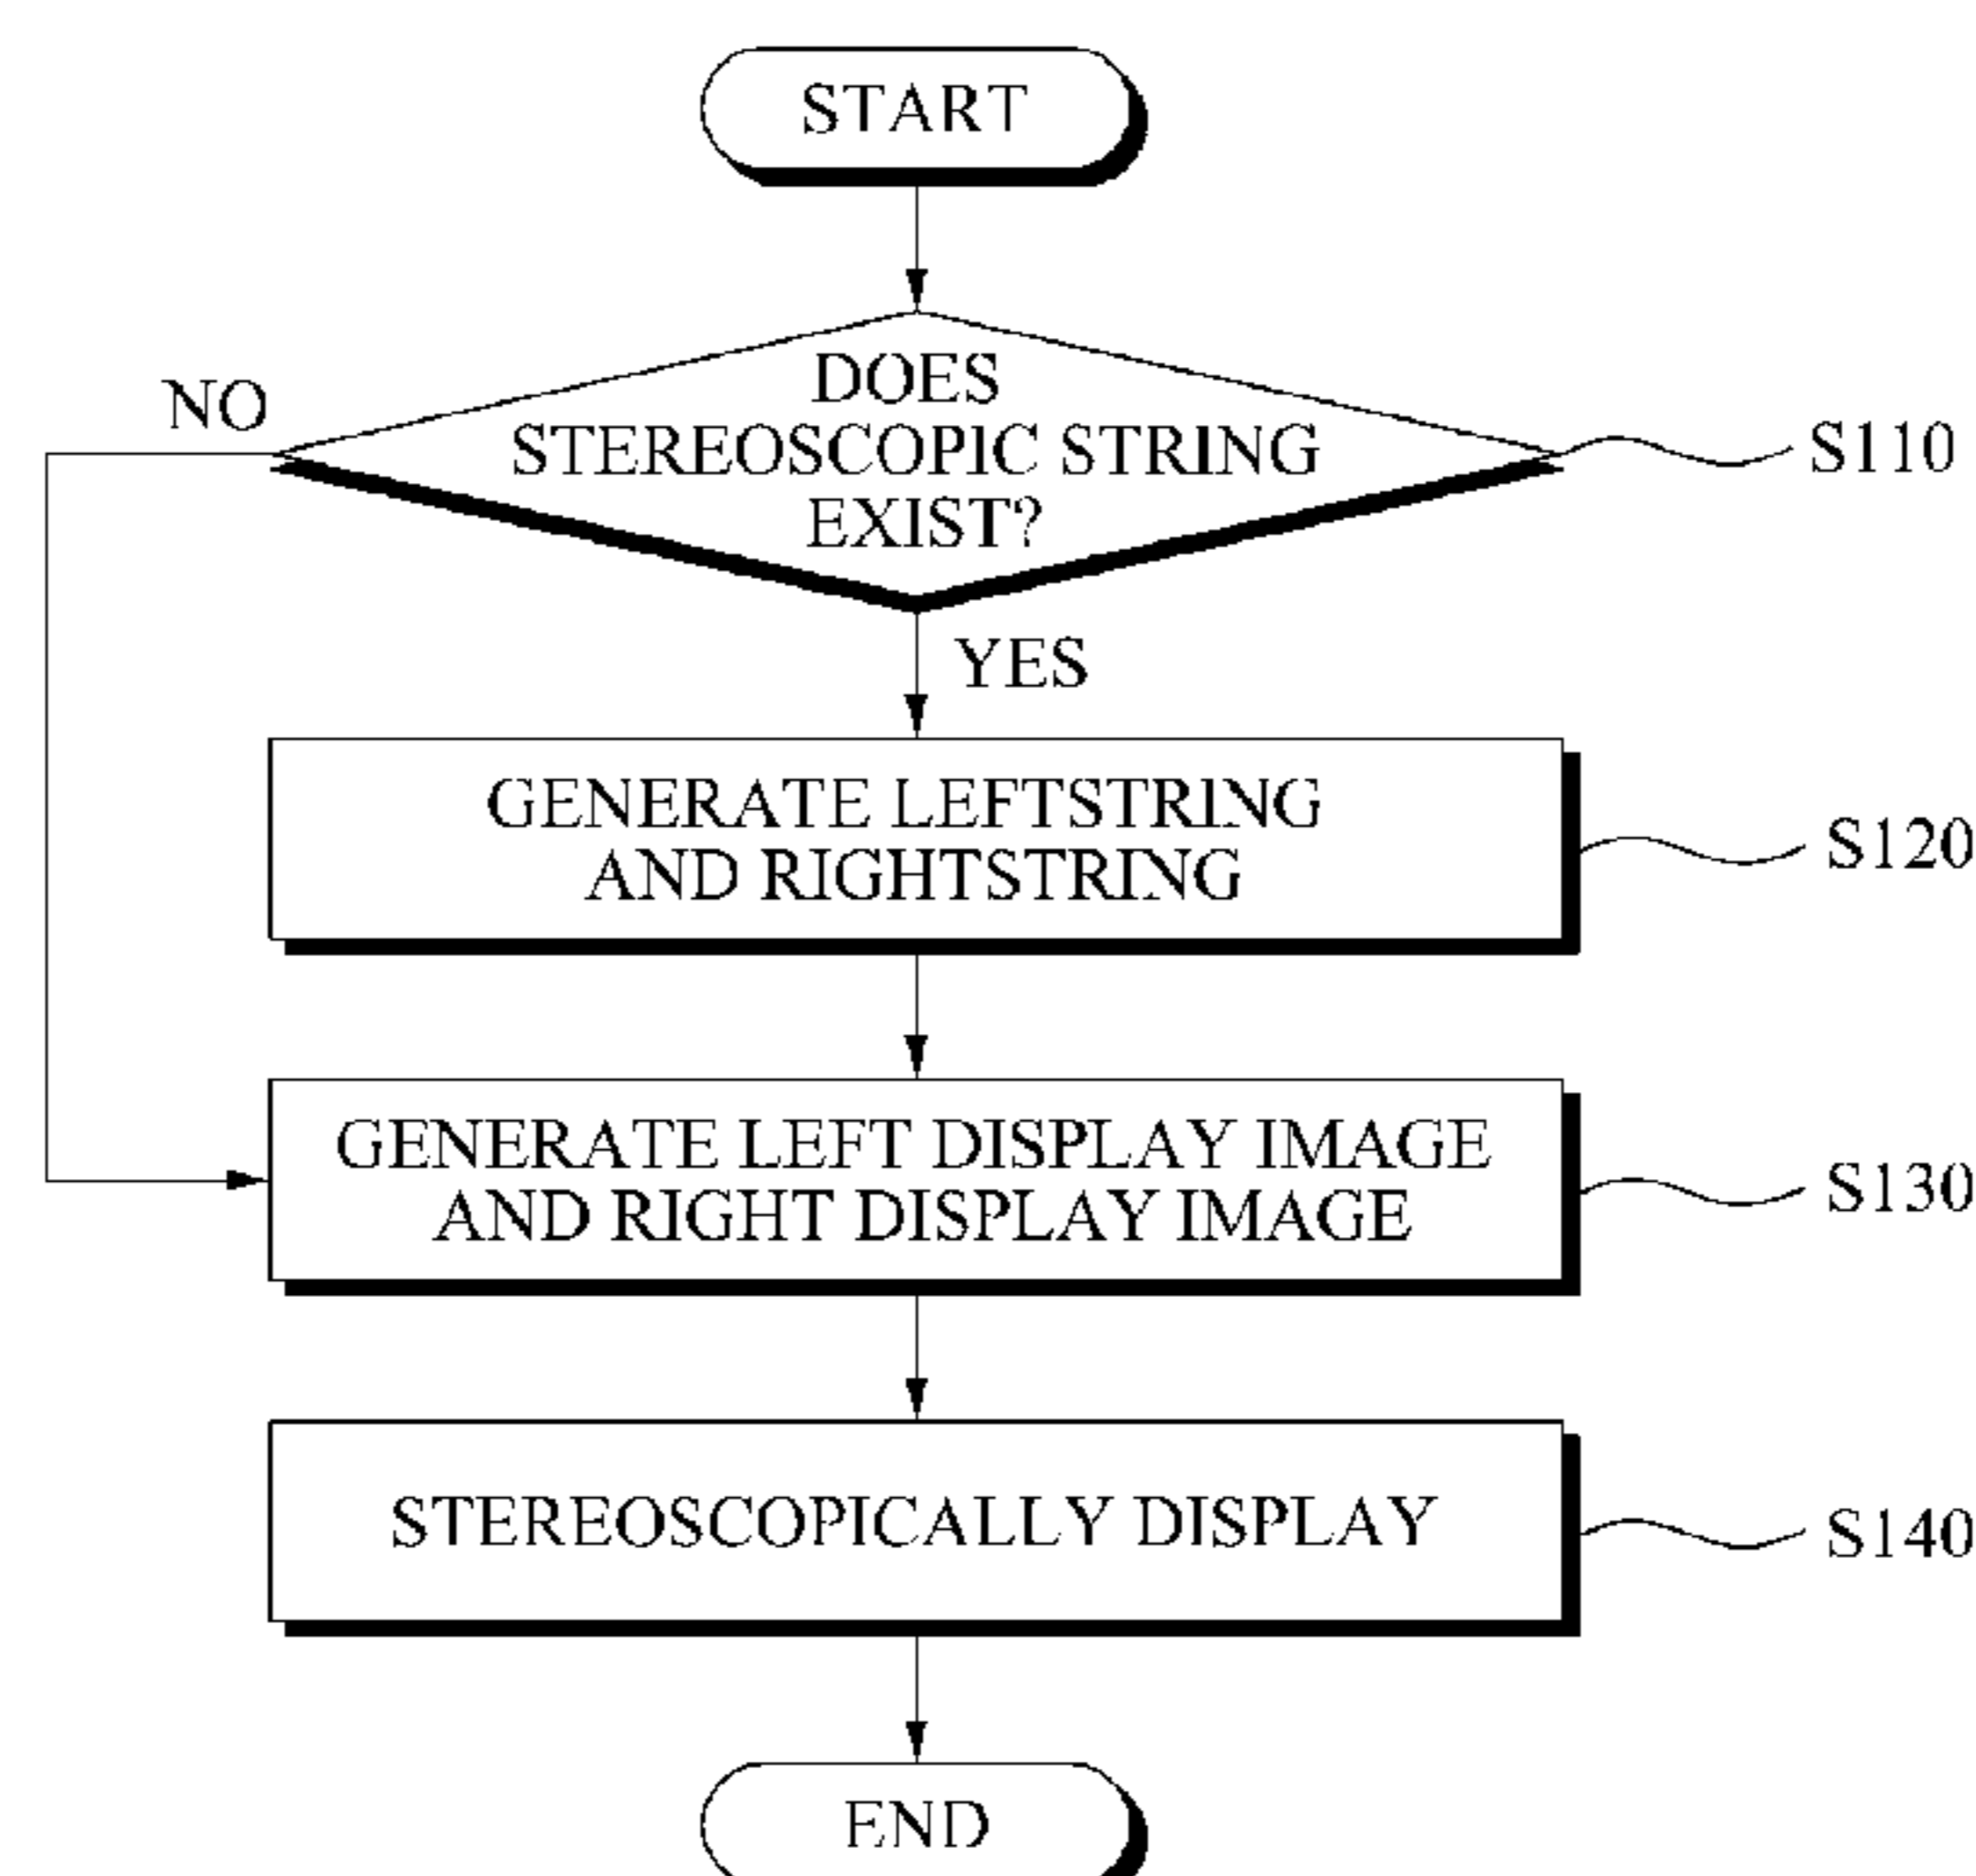 START
NO
DOES
STEREOSCOPIC STRING
EXIST?
S110
YES
GENERATE LEFTSTRING
AND RIGHTSTRING
S120
GENERATE LEFT DISPLAY IMAGE
AND RIGHT DISPLAY IMAGE
S130
STEREOSCOPICALLY DISPLAY
S140
END